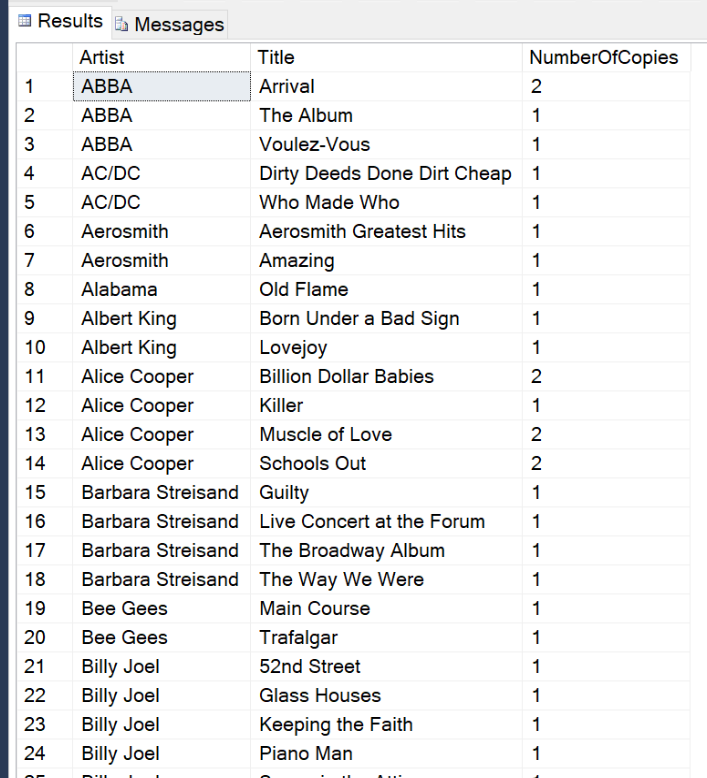 Results Messages
Artist Title NumberOfCopies
1 ABBA Arrival 2
2 ABBA The Album 1
3 ABBA Voulez-Vous 1
4 AC/DC Dirty Deeds Done Dirt Cheap 1
5 AC/DC Who Made Who 1
6 Aerosmith Aerosmith Greatest Hits 1
7 Aerosmith Amazing 1
8 Alabama Old Flame 1
9 Albert King Born Under a Bad Sign 1
10 Albert King Lovejoy 1
11 Alice Cooper Billion Dollar Babies 2
12 Alice Cooper Killer 1
13 Alice Cooper Muscle of Love 2
14 Alice Cooper Schools Out 2
15 Barbara Streisand Guilty 1
16 Barbara Streisand Live Concert at the Forum 1
17 Barbara Streisand The Broadway Album 1
18 Barbara Streisand The Way We Were 1
19 Bee Gees Main Course 1
20 Bee Gees Trafalgar 1
21 Billy Joel 52nd Street 1
22 Billy Joel Glass Houses 1
23 Billy Joel Keeping the Faith 1
24 Billy Joel Piano Man 1